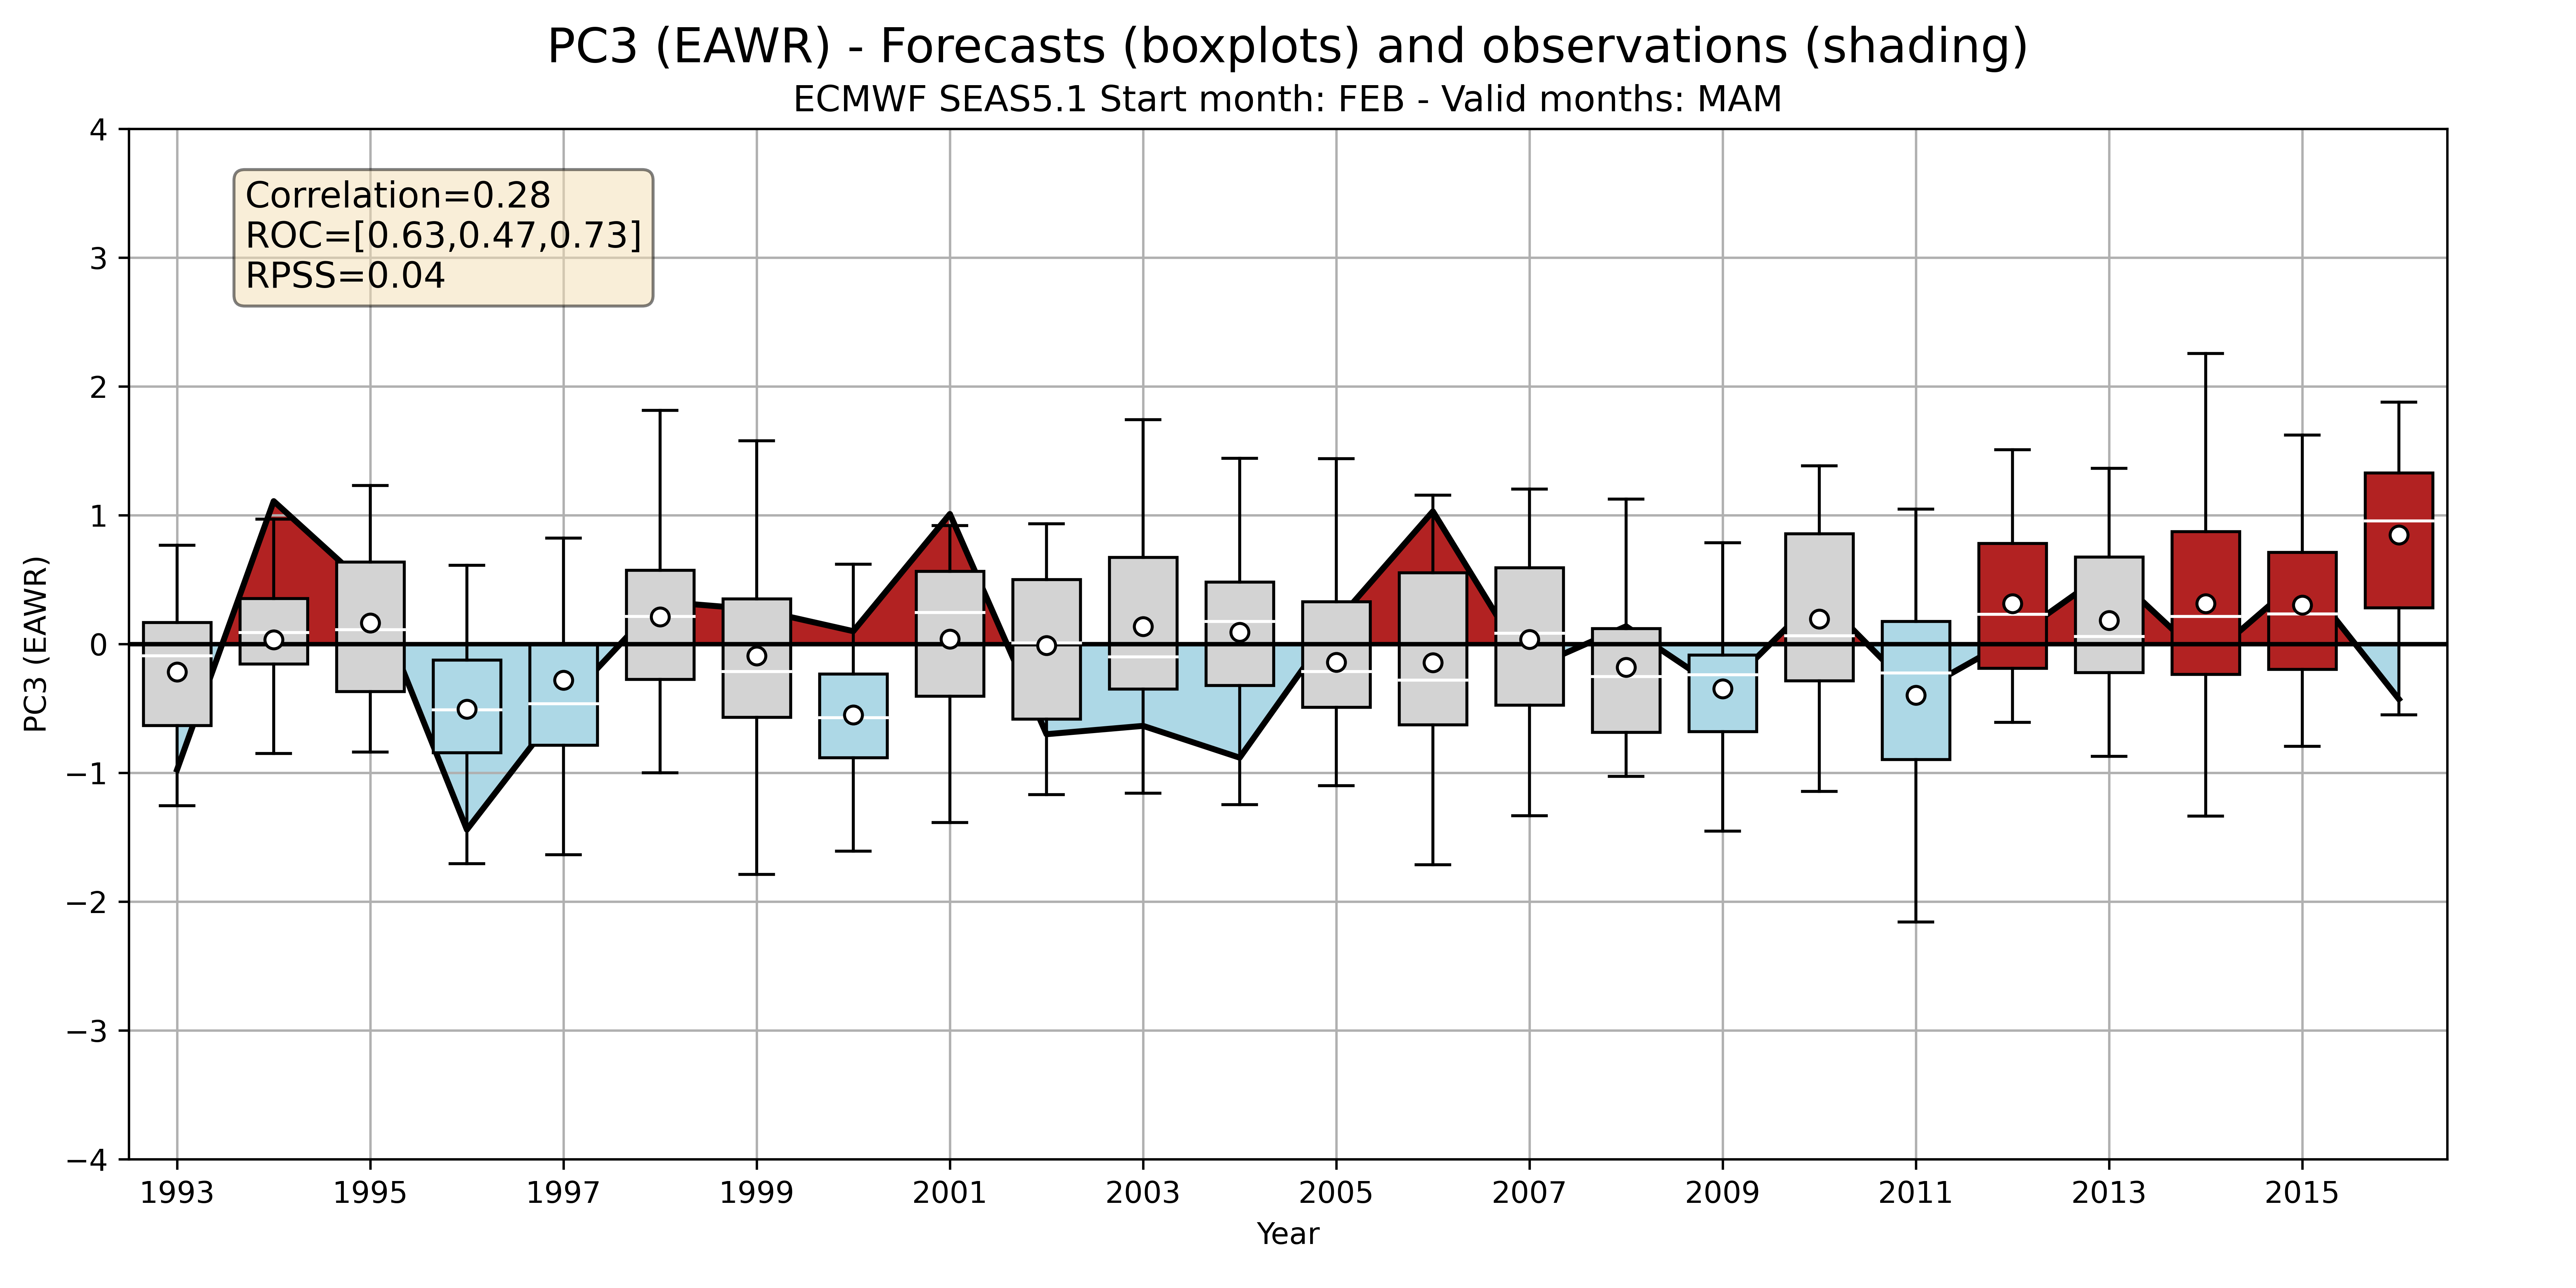 PC3 (EAWR) - Forecasts (boxplots) and observations (shading)
ECMWF SEAS5.1 Start month: FEB - Valid months: MAM
Correlation=0.28
ROC=[0.63,0.47,0.73]
RPSS=0.04
PC3 (EAWR)
4
3
2
1
0
−1
−2
−3
−4
1993 1995 1997 1999 2001 2003 2005 2007 2009 2011 2013 2015
Year